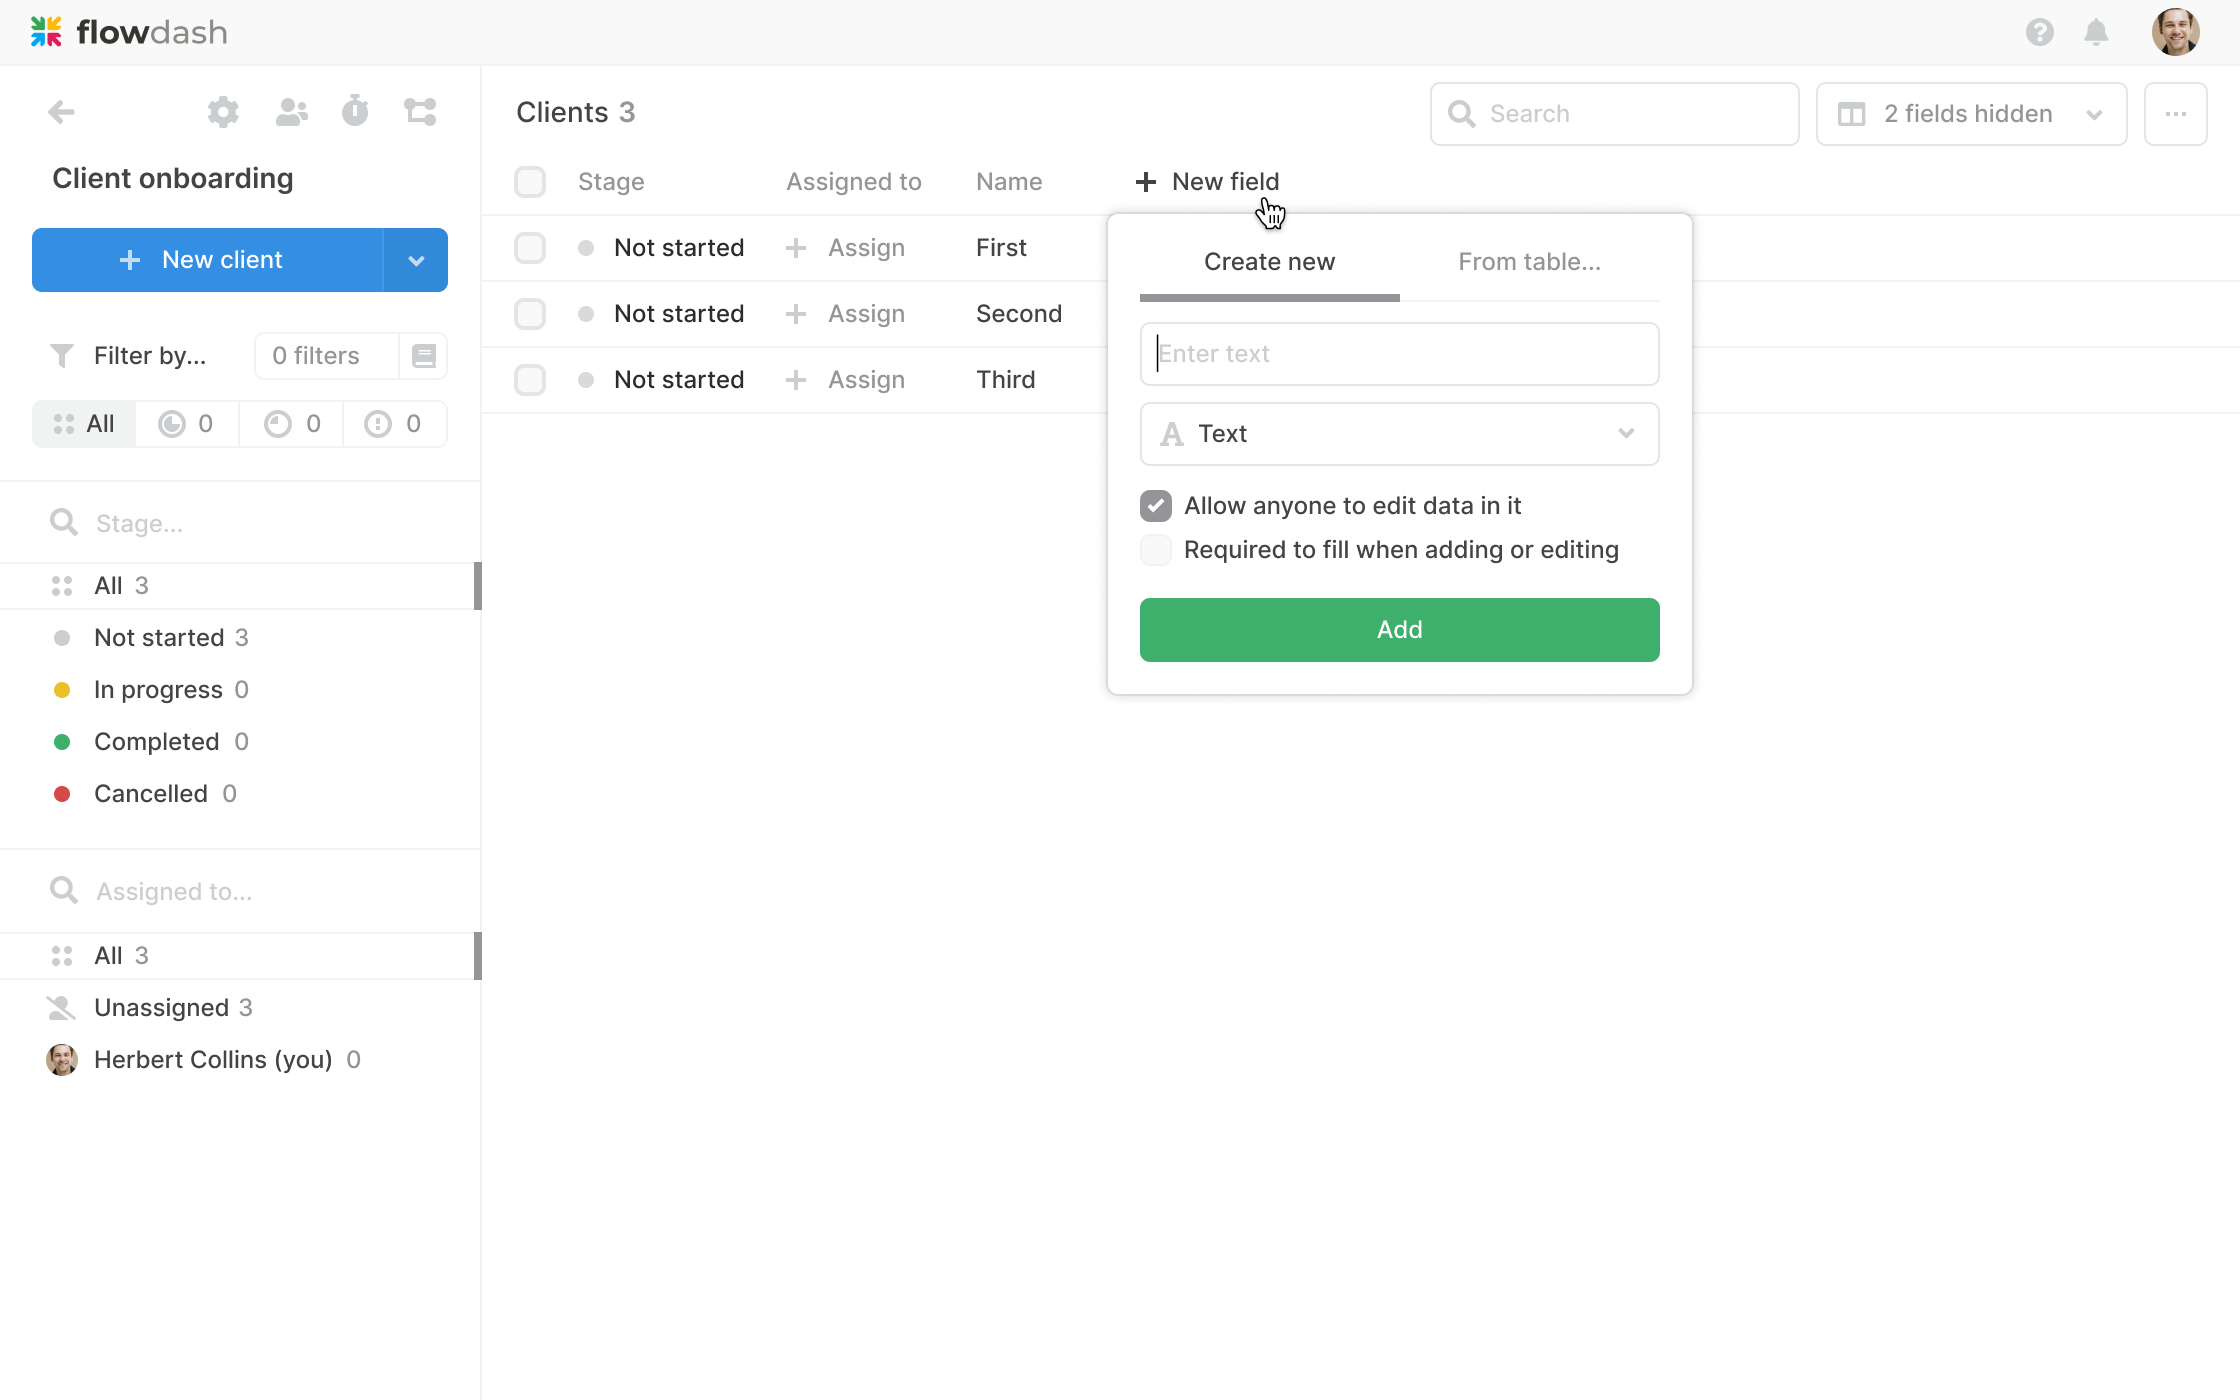 flowdash
Client onboarding
New client
Filter by...
0 filters
All
0
0
0
Stage...
All 3
Not started 3
In progress 0
Completed 0
Cancelled 0
Assigned to...
All 3
Unassigned 3
Herbert Collins (you) 0
Clients 3
Search
2 fields hidden
Stage
Assigned to
Name
New field
Not started
Assign
First
Not started
Assign
Second
Not started
Assign
Third
Create new
From table...
Enter text
Text
Allow anyone to edit data in it
Required to fill when adding or editing
Add